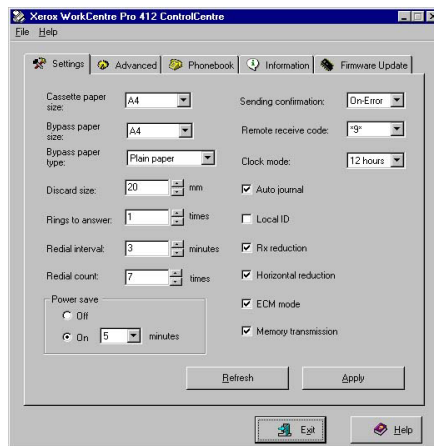 Xerox WorkCentre Pro 412 ControlCentre
File Help
Settings Advanced Phonebook Information Firmware Update
Cassette paper size: A4
Sending confirmation: On-Error
Bypass paper size: A4
Remote receive code: *9*
Bypass paper type: Plain paper
Clock mode: 12 hours
Discard size: 20 mm
Auto journal
Rings to answer: 1 times
Local ID
Redial interval: 3 minutes
Rx reduction
Redial count: 7 times
Horizontal reduction
Power save
ECM mode
Off
On 5 minutes
Memory transmission
Refresh Apply
Exit Help